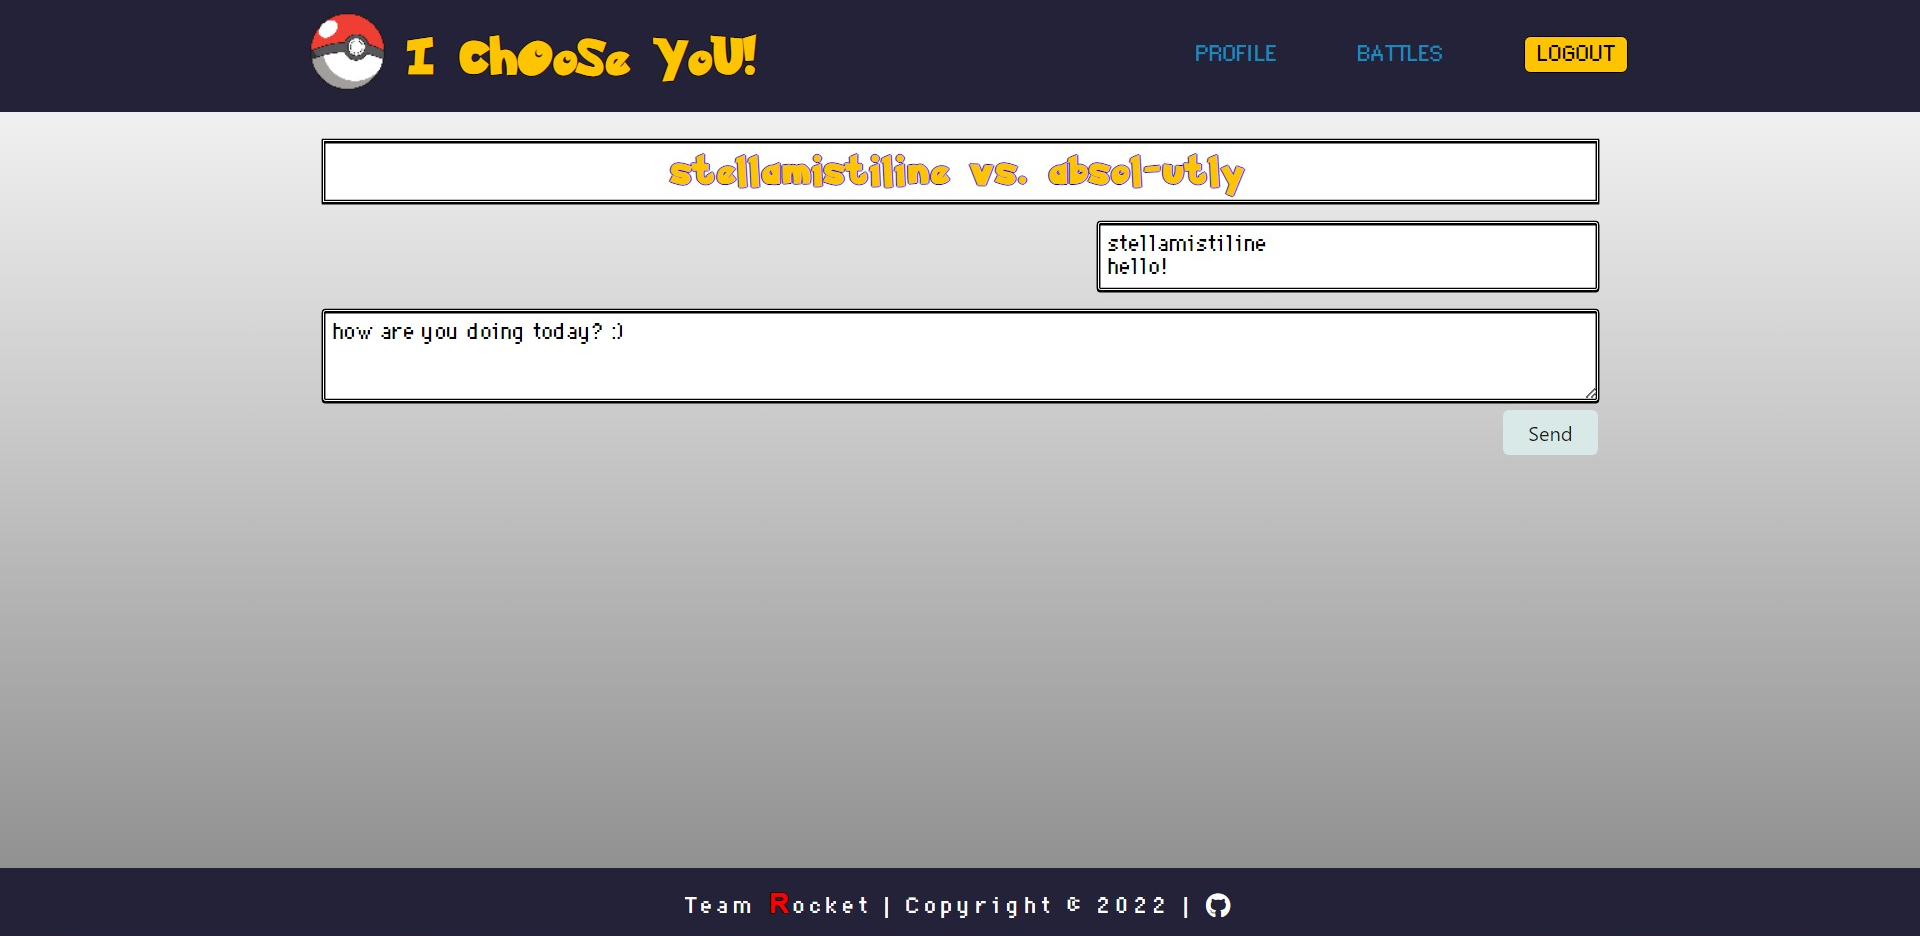 I ChOoSe YoU!
PROFILE
BATTLES
LOGOUT
stellamistiline vs. absol-utly
stellamistiline
hello!
how are you doing today? :)
Send
Team Rocket | Copyright © 2022 |